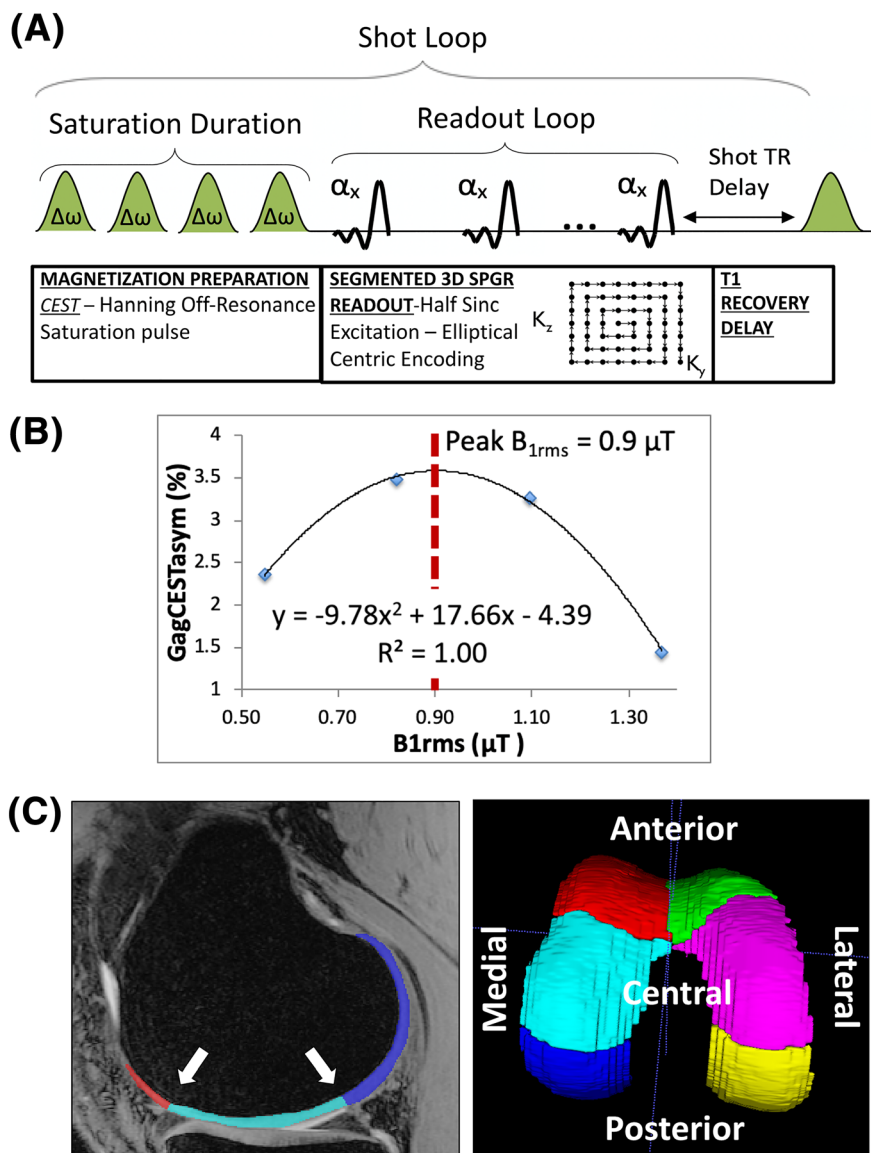 (A)
Shot Loop
Saturation Duration
Readout Loop
Shot TR
Delay
Δω Δω Δω Δω
αx αx ... αx
MAGNETIZATION PREPARATION
CEST – Hanning Off-Resonance
Saturation pulse
SEGMENTED 3D SPGR
READOUT-Half Sinc
Excitation – Elliptical
Centric Encoding
Kz
Ky
T1
RECOVERY
DELAY
(B)
Peak B1rms = 0.9 μT
GagCESTasym (%)
4
3.5
3
2.5
2
1.5
1
y = -9.78x² + 17.66x - 4.39
R² = 1.00
0.50 0.70 0.90 1.10 1.30
B1rms (μT )
(C)
Anterior
Medial
Central
Lateral
Posterior